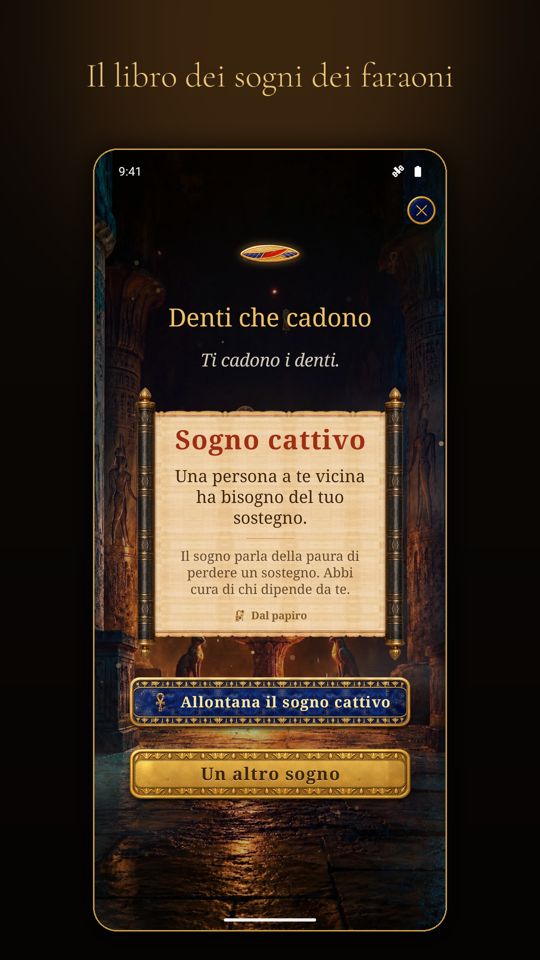 Il libro dei sogni dei faraoni
9:41
Denti che cadono
Ti cadono i denti.
Sogno cattivo
Una persona a te vicina
ha bisogno del tuo
sostegno.
Il sogno parla della paura di
perdere un sostegno. Abbi
cura di chi dipende da te.
Dal papiro
Allontana il sogno cattivo
Un altro sogno